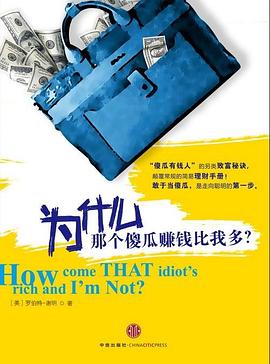 “傻瓜有钱人”的另类致富秘诀，
颠覆常规的简易理财手册！
敢于当傻瓜，是走向聪明的第一步。
为什么
那个傻瓜赚钱比我多？
How come THAT idiot's
rich and I'm Not?
［美］罗伯特·谢明 ◎ 著
中信出版社·CHINACITICPRESS